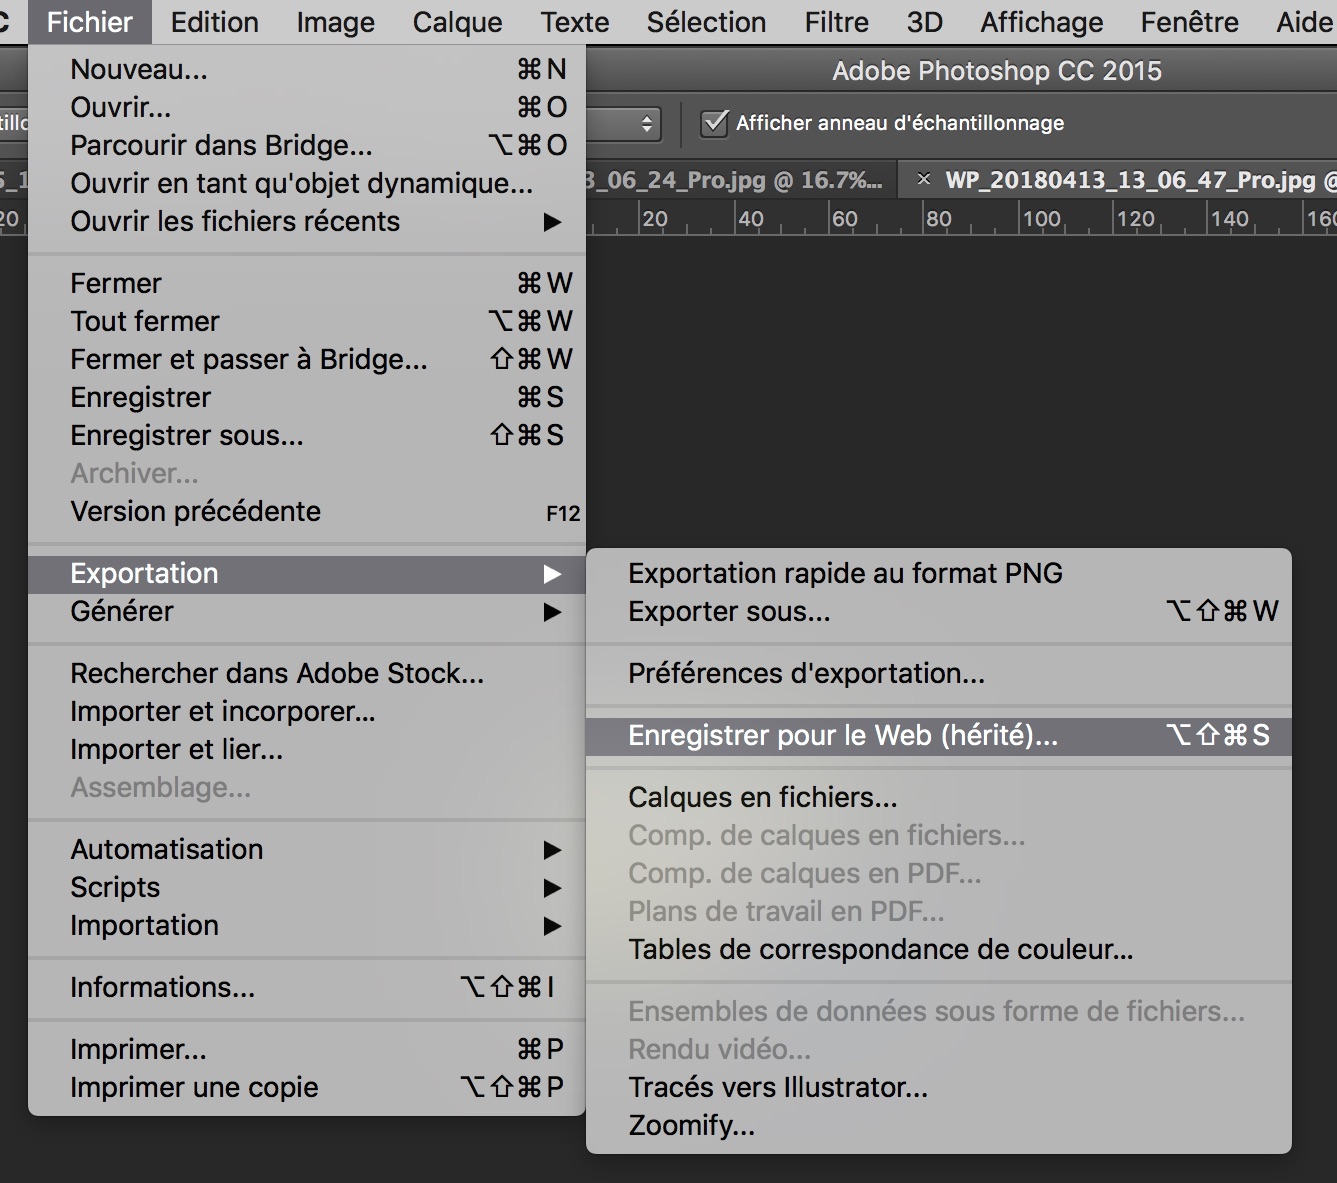 Fichier Edition Image Calque Texte Sélection Filtre 3D Affichage Fenêtre Aide
Adobe Photoshop CC 2015
Afficher anneau d'échantillonnage
3_06_24_Pro.jpg @ 16.7%... × WP_20180413_13_06_47_Pro.jpg @
20 20 40 60 80 100 120 140 160
Nouveau... ⌘N
Ouvrir... ⌘O
Parcourir dans Bridge... ⌥⌘O
Ouvrir en tant qu'objet dynamique...
Ouvrir les fichiers récents ▶
Fermer ⌘W
Tout fermer ⌥⌘W
Fermer et passer à Bridge... ⇧⌘W
Enregistrer ⌘S
Enregistrer sous... ⇧⌘S
Archiver...
Version précédente F12
Exportation ▶
Générer ▶
Rechercher dans Adobe Stock...
Importer et incorporer...
Importer et lier...
Assemblage...
Automatisation ▶
Scripts ▶
Importation ▶
Informations... ⌥⇧⌘I
Imprimer... ⌘P
Imprimer une copie ⌥⇧⌘P
Exportation rapide au format PNG
Exporter sous... ⌥⇧⌘W
Préférences d'exportation...
Enregistrer pour le Web (hérité)... ⌥⇧⌘S
Calques en fichiers...
Comp. de calques en fichiers...
Comp. de calques en PDF...
Plans de travail en PDF...
Tables de correspondance de couleur...
Ensembles de données sous forme de fichiers...
Rendu vidéo...
Tracés vers Illustrator...
Zoomify...